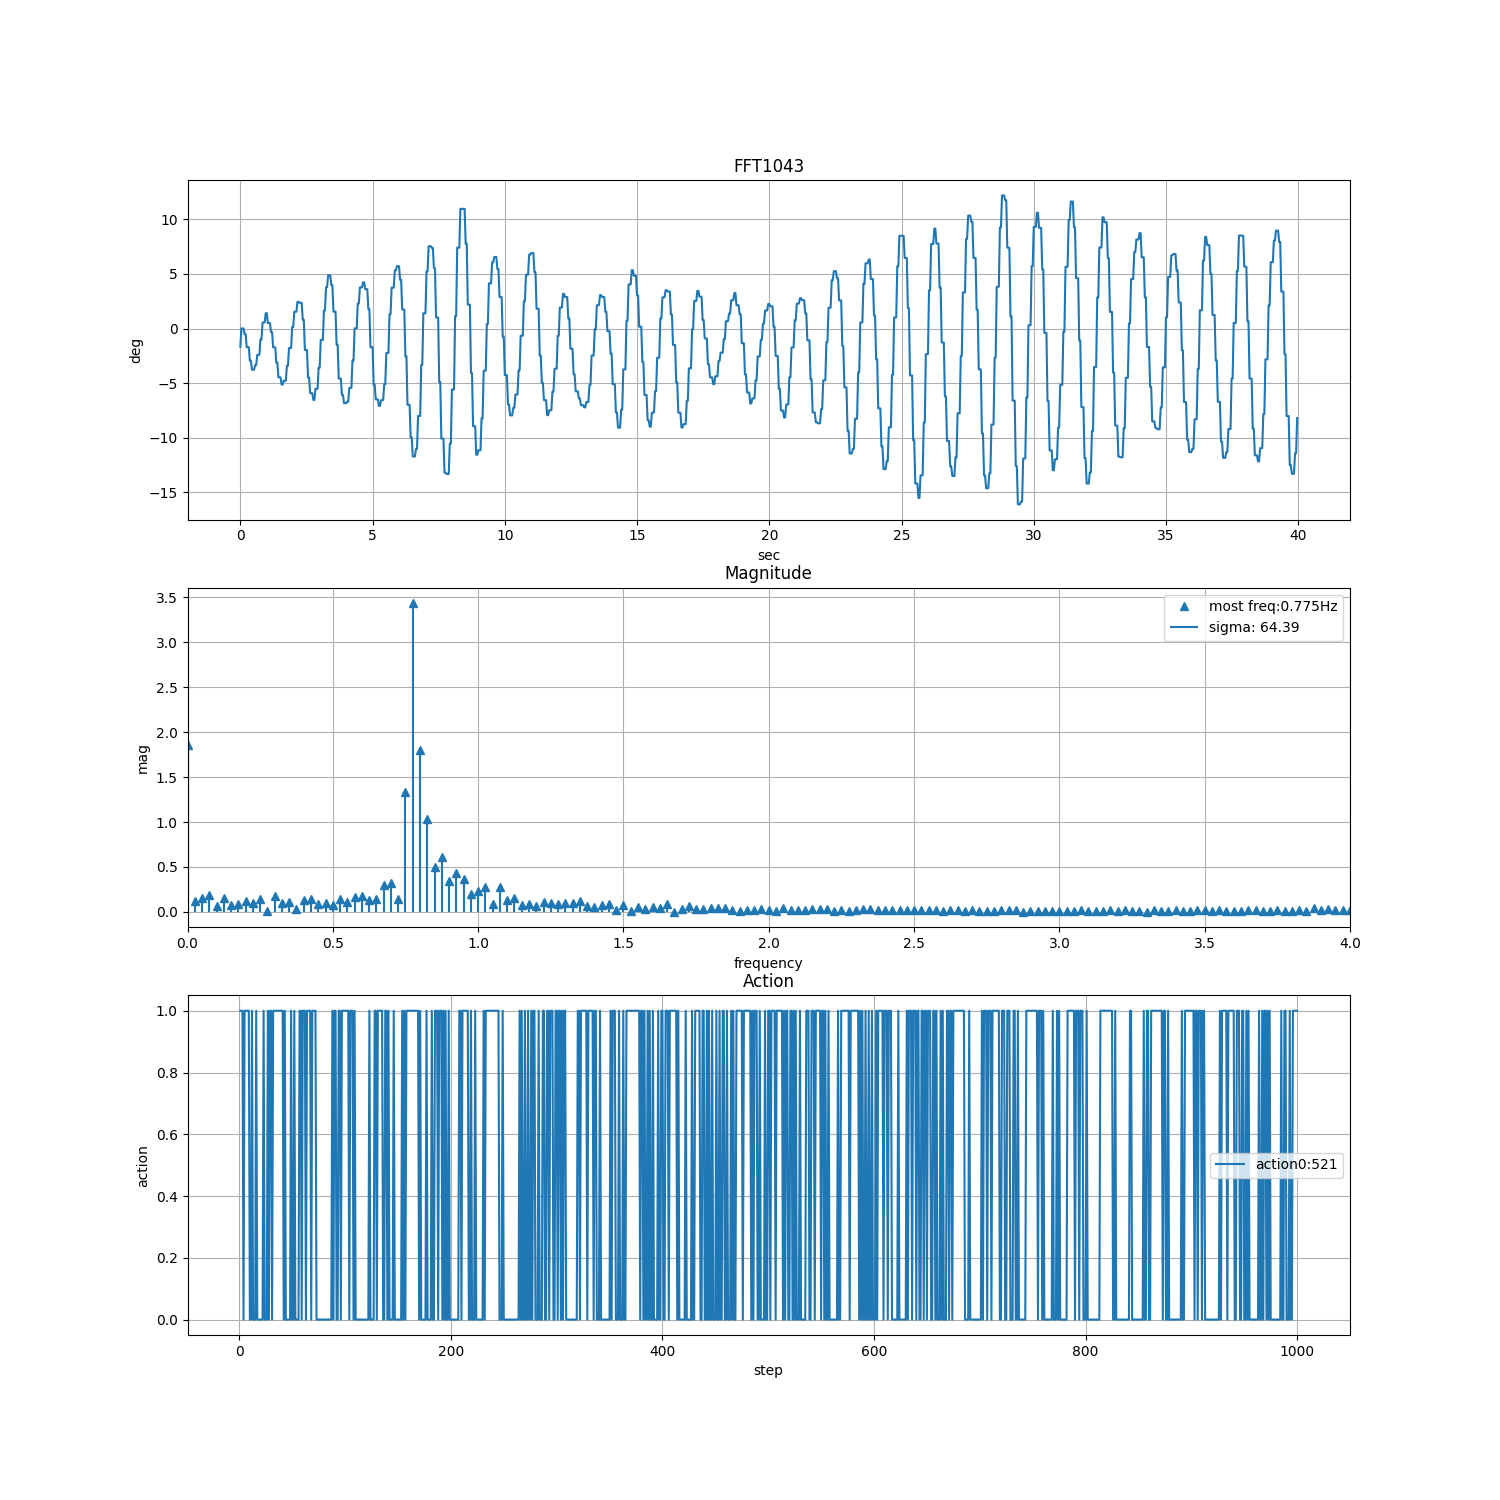 FFT1043
10
5
0
−5
−10
−15
deg
0 5 10 15 20 25 30 35 40
sec
Magnitude
3.5
3.0
2.5
2.0
1.5
1.0
0.5
0.0
mag
most freq:0.775Hz
sigma: 64.39
0.0 0.5 1.0 1.5 2.0 2.5 3.0 3.5 4.0
frequency
Action
1.0
0.8
0.6
0.4
0.2
0.0
action
action0:521
0 200 400 600 800 1000
step